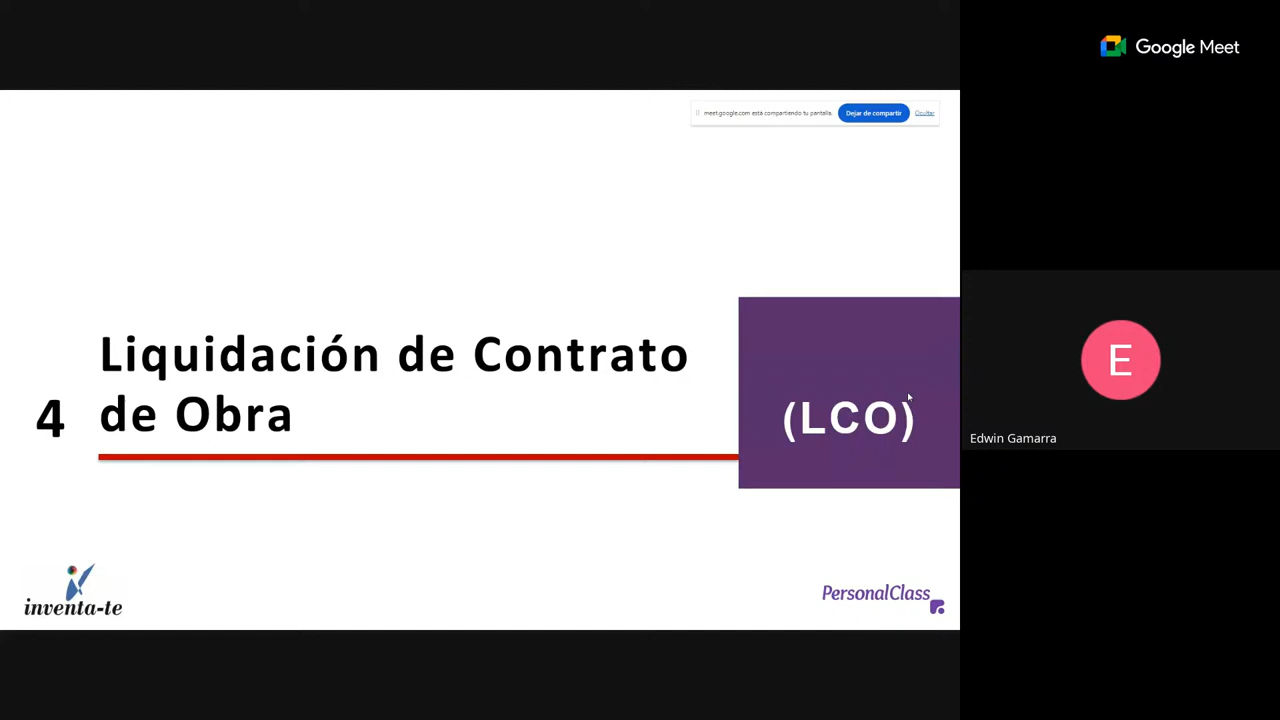 Google Meet
meet.google.com está compartiendo tu pantalla.
Dejar de compartir
Ocultar
Liquidación de Contrato
4 de Obra
(LCO)
E
Edwin Gamarra
inventa-te
PersonalClass